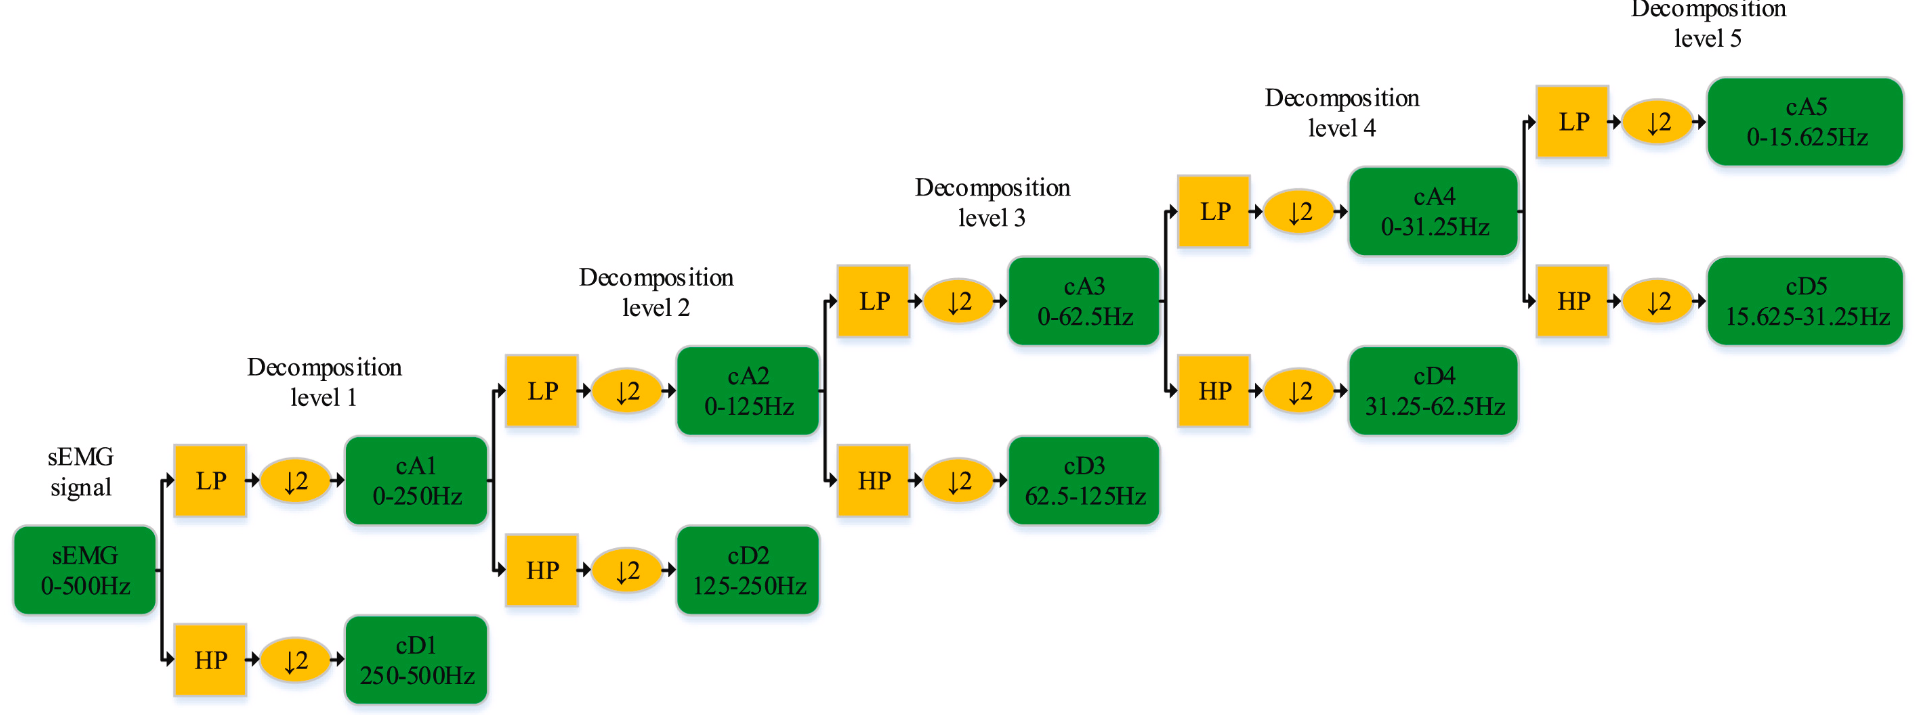 sEMG
signal
sEMG
0-500Hz
Decomposition
level 1
LP
↓2
cA1
0-250Hz
HP
↓2
cD1
250-500Hz
Decomposition
level 2
LP
↓2
cA2
0-125Hz
HP
↓2
cD2
125-250Hz
Decomposition
level 3
LP
↓2
cA3
0-62.5Hz
HP
↓2
cD3
62.5-125Hz
Decomposition
level 4
LP
↓2
cA4
0-31.25Hz
HP
↓2
cD4
31.25-62.5Hz
Decomposition
level 5
LP
↓2
cA5
0-15.625Hz
HP
↓2
cD5
15.625-31.25Hz